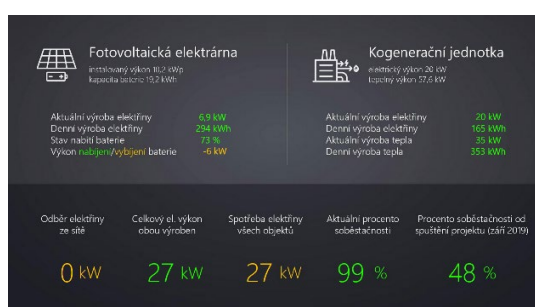 Fotovoltaická elektrárna
instalovaný výkon 10,2 kWp
kapacita baterie 19,2 kWh
Aktuální výroba elektřiny 6,9 kW
Denní výroba elektřiny 294 kWh
Stav nabití baterie 73 %
Výkon nabíjení/vybíjení baterie -6 kW
Kogenerační jednotka
elektrický výkon 20 kW
tepelný výkon 57,6 kW
Aktuální výroba elektřiny 20 kW
Denní výroba elektřiny 165 kWh
Aktuální výroba tepla 35 kW
Denní výroba tepla 353 kWh
Odběr elektřiny
ze sítě
0 kW
Celkový el. výkon
obou výroben
27 kW
Spotřeba elektřiny
všech objektů
27 kW
Aktuální procento
soběstačnosti
99 %
Procento soběstačnosti od
spuštění projektu (září 2019)
48 %